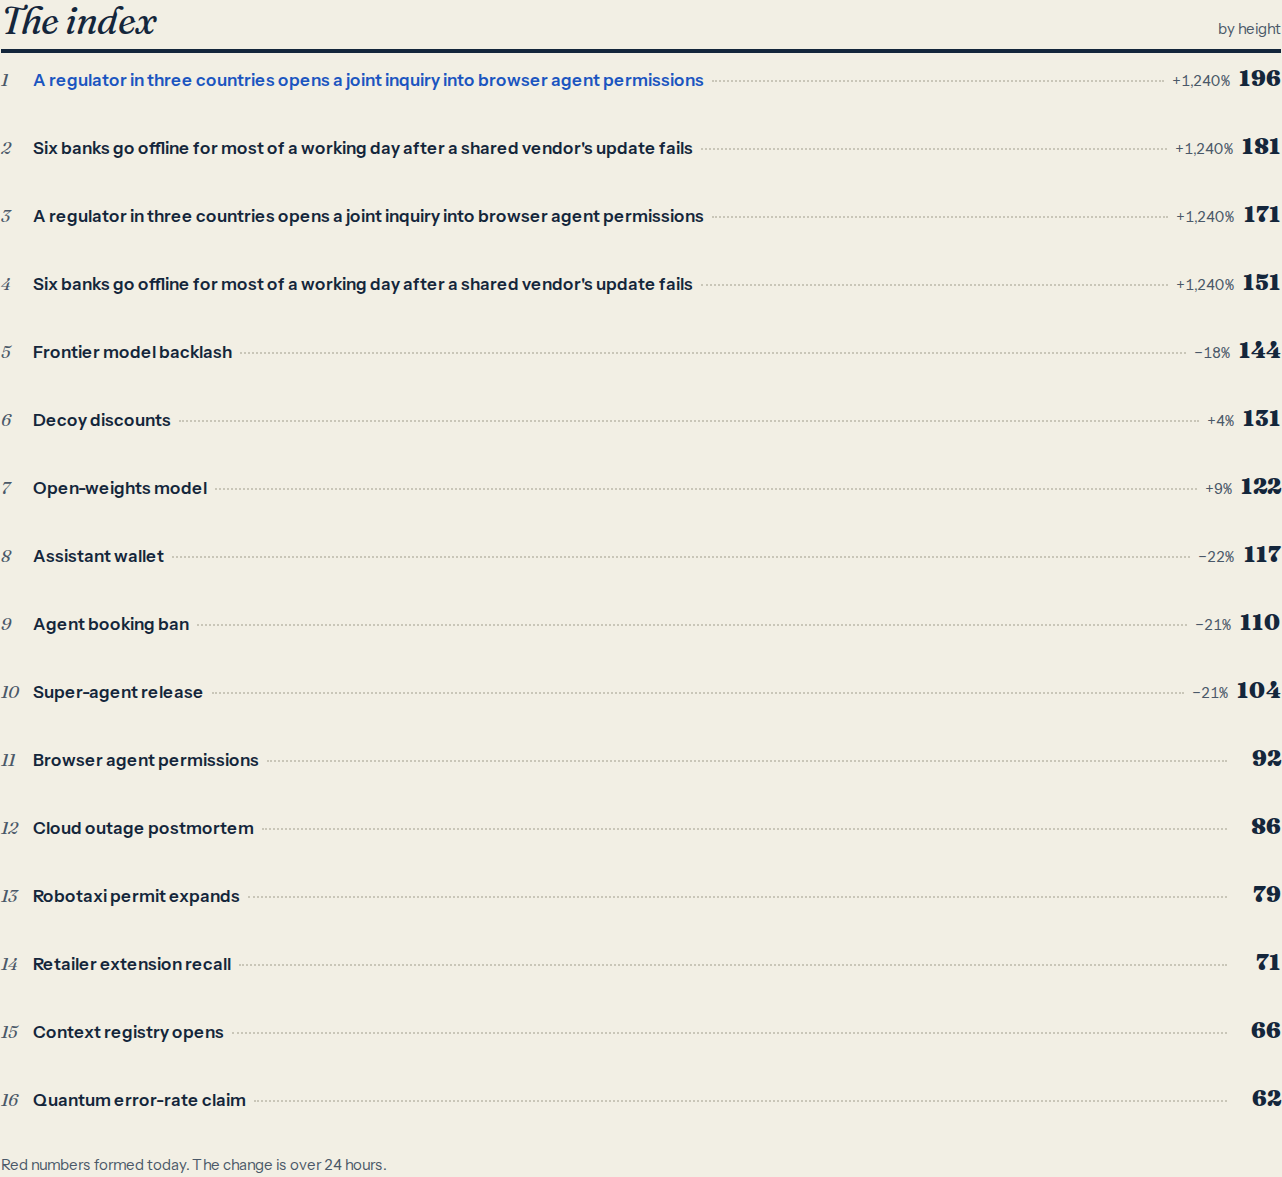 The index
by height
1 A regulator in three countries opens a joint inquiry into browser agent permissions +1,240% 196
2 Six banks go offline for most of a working day after a shared vendor's update fails +1,240% 181
3 A regulator in three countries opens a joint inquiry into browser agent permissions +1,240% 171
4 Six banks go offline for most of a working day after a shared vendor's update fails +1,240% 151
5 Frontier model backlash −18% 144
6 Decoy discounts +4% 131
7 Open-weights model +9% 122
8 Assistant wallet −22% 117
9 Agent booking ban −21% 110
10 Super-agent release −21% 104
11 Browser agent permissions 92
12 Cloud outage postmortem 86
13 Robotaxi permit expands 79
14 Retailer extension recall 71
15 Context registry opens 66
16 Quantum error-rate claim 62
Red numbers formed today. The change is over 24 hours.